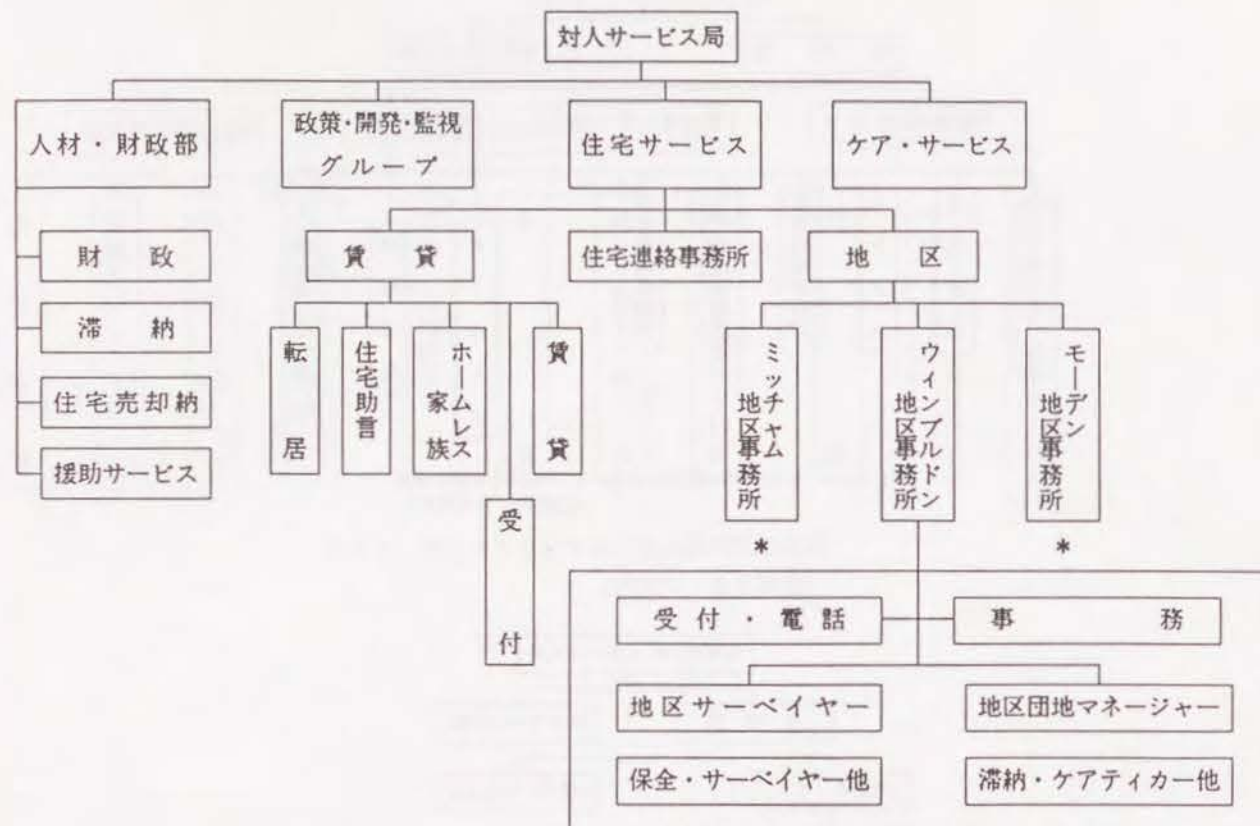 対人サービス局
人材・財政部
政策・開発・監視
グループ
住宅サービス
ケア・サービス
財政
滞納
住宅売却納
援助サービス
賃貸
住宅連絡事務所
地区
転居
住宅助言
ホームレス
家族
受付
賃貸
ミッチャム
地区事務所
ウィンブルドン
地区事務所
モーデン
地区事務所
*
*
受付・電話
事務
地区サーベイヤー
地区団地マネージャー
保全・サーベイヤー他
滞納・ケアティカー他